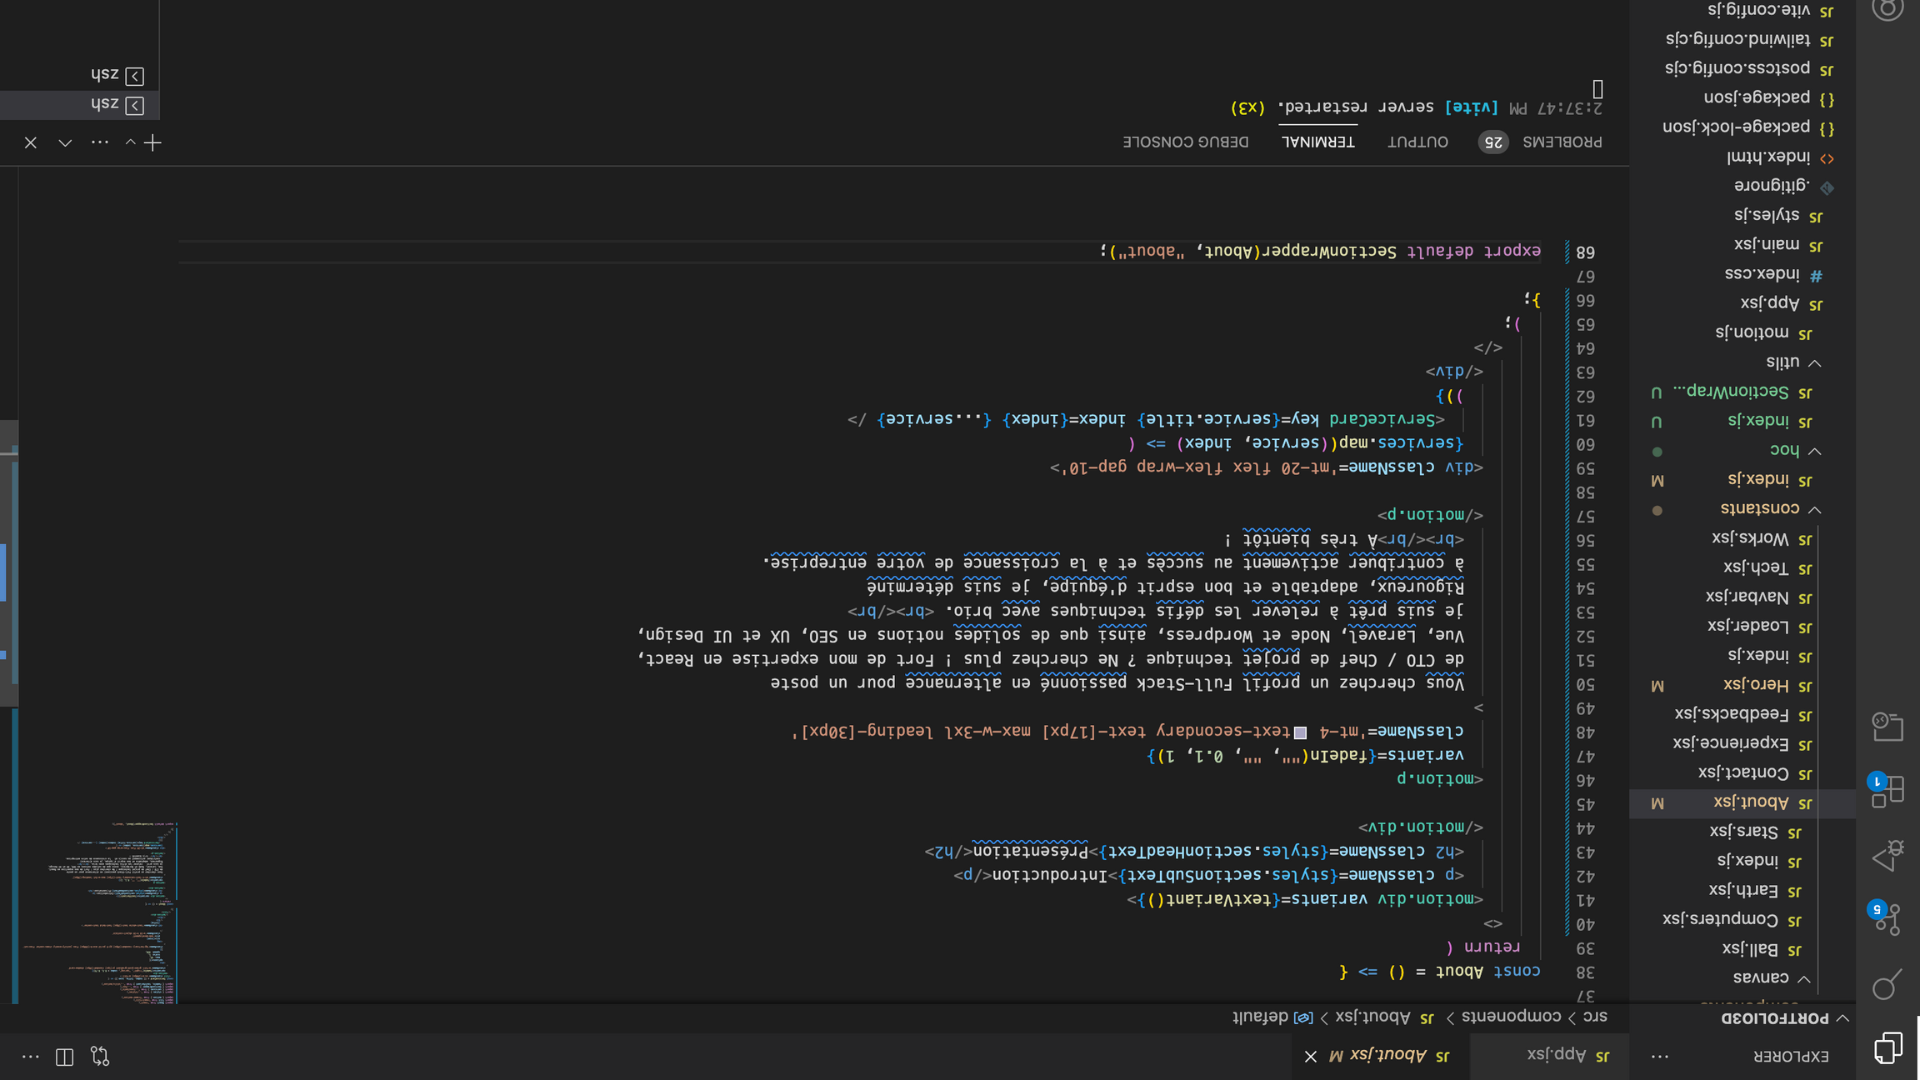 EXPLORER
···
PORTFOLIO3D
canvas
JS Ball.jsx
JS Computers.jsx
JS Earth.jsx
JS index.js
JS Stars.jsx
JS About.jsx M
JS Contact.jsx
JS Experience.jsx
JS Feedbacks.jsx
JS Hero.jsx M
JS index.js
JS Loader.jsx
JS Navbar.jsx
JS Tech.jsx
JS Works.jsx
constants
JS index.js M
hoc
JS index.js U
JS SectionWrap... U
utils
JS motion.js
JS App.jsx
# index.css
JS main.jsx
JS styles.js
.gitignore
<> index.html
{} package-lock.json
{} package.json
JS postcss.config.cjs
JS tailwind.config.cjs
JS vite.config.js
5
1
JS App.jsx
JS About.jsx M
src > components > JS About.jsx > default
37
38 const About = () => {
39 return (
40 <>
41 <motion.div variants={textVariant()}>
42 <p className={styles.sectionSubText}>Introduction</p>
43 <h2 className={styles.sectionHeadText}>Présentation</h2>
44 </motion.div>
45
46 <motion.p
47 variants={fadeIn("", "", 0.1, 1)}
48 className='mt-4 text-secondary text-[17px] max-w-3xl leading-[30px]'
49 >
50 Vous cherchez un profil Full-Stack passionné en alternance pour un poste
51 de CTO / Chef de projet technique ? Ne cherchez plus ! Fort de mon expertise en React,
52 Vue, Laravel, Node et Wordpress, ainsi que de solides notions en SEO, UX et UI Design,
53 je suis prêt à relever les défis techniques avec brio. <br></br>
54 Rigoureux, adaptable et bon esprit d'équipe, je suis déterminé
55 à contribuer activement au succès et à la croissance de votre entreprise.
56 <br></br>À très bientôt !
57 </motion.p>
58
59 <div className='mt-20 flex flex-wrap gap-10'>
60 {services.map((service, index) => (
61 <ServiceCard key={service.title} index={index} {...service} />
62 ))}
63 </div>
64 </>
65 );
66 };
67
68 export default SectionWrapper(About, "about");
PROBLEMS 25 OUTPUT TERMINAL DEBUG CONSOLE
2:37:47 PM [vite] server restarted. (x3)
zsh
zsh